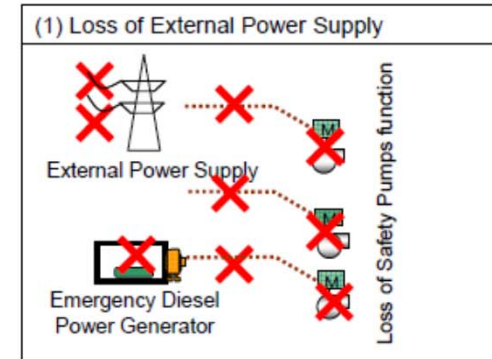 (1) Loss of External Power Supply
M
External Power Supply
M
M
Emergency Diesel
Power Generator
Loss of Safety Pumps function